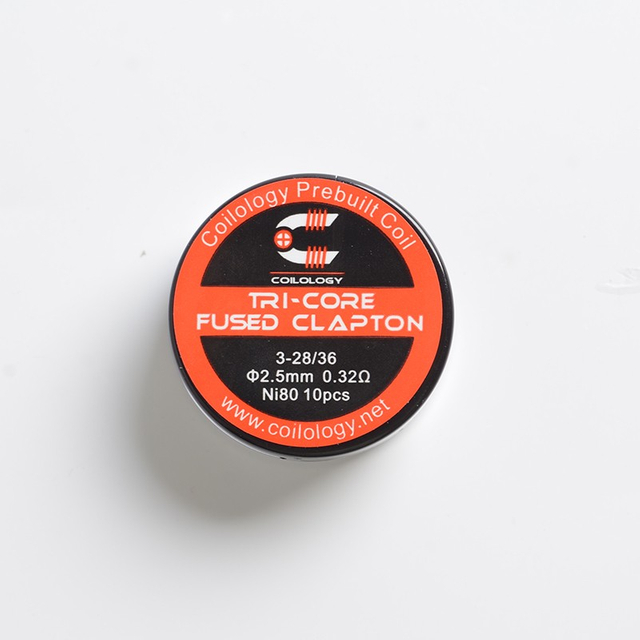 Coilology Prebuilt Coil
COILOLOGY
TRI-CORE
FUSED CLAPTON
3-28/36
Φ2.5mm 0.32Ω
Ni80 10pcs
www.coilology.net